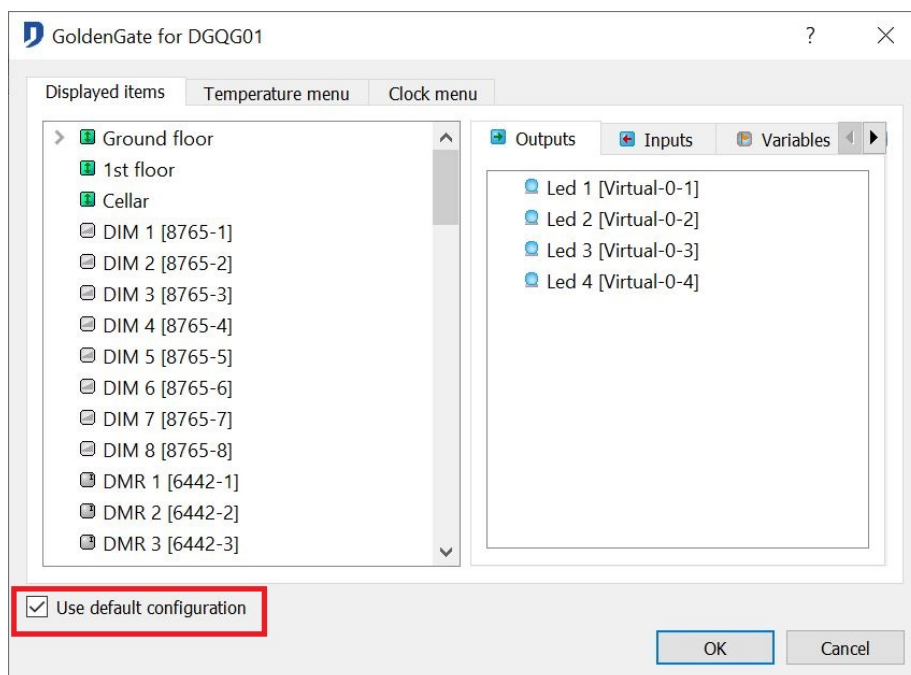 GoldenGate for DGQG01
?
Displayed items
Temperature menu
Clock menu
Ground floor
1st floor
Cellar
DIM 1 [8765-1]
DIM 2 [8765-2]
DIM 3 [8765-3]
DIM 4 [8765-4]
DIM 5 [8765-5]
DIM 6 [8765-6]
DIM 7 [8765-7]
DIM 8 [8765-8]
DMR 1 [6442-1]
DMR 2 [6442-2]
DMR 3 [6442-3]
Outputs
Inputs
Variables
Led 1 [Virtual-0-1]
Led 2 [Virtual-0-2]
Led 3 [Virtual-0-3]
Led 4 [Virtual-0-4]
Use default configuration
OK
Cancel